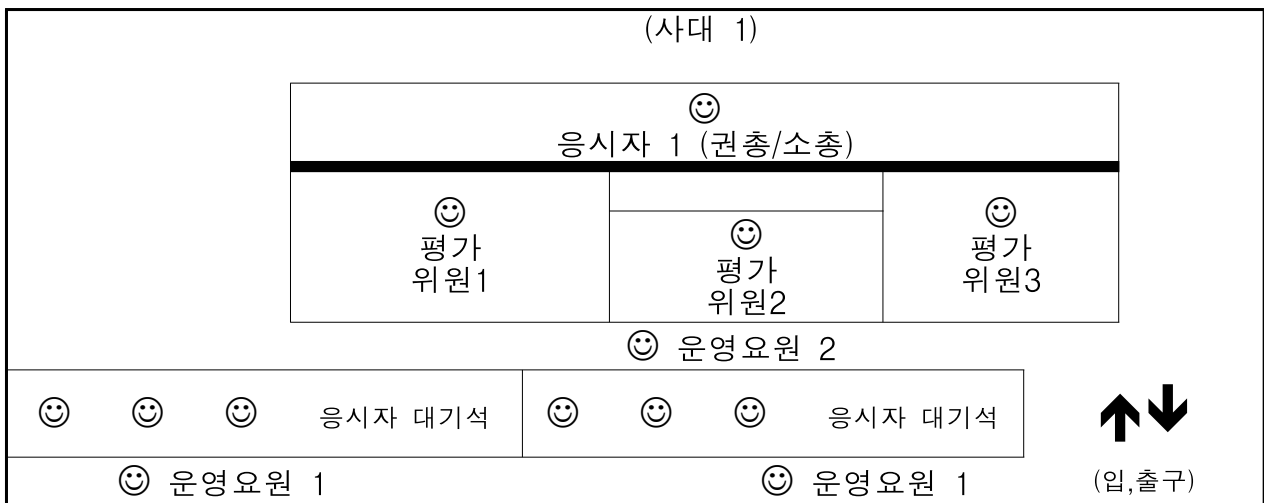 (사대 1)
☺
응시자 1 (권총/소총)
☺
평가
위원1
☺
평가
위원2
☺
평가
위원3
☺ 운영요원 2
☺ ☺ ☺ 응시자 대기석
☺ ☺ ☺ 응시자 대기석
☺ 운영요원 1
☺ 운영요원 1
(입,출구)